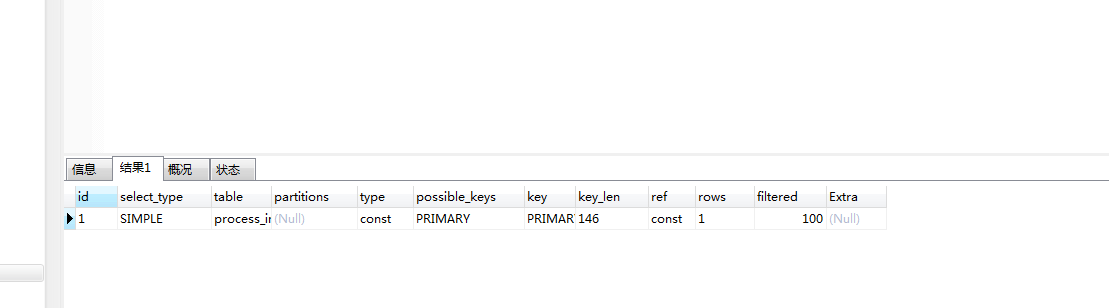 信息 结果1 概况 状态
id select_type table partitions type possible_keys key key_len ref rows filtered Extra
1 SIMPLE process_in (Null) const PRIMARY PRIMAR 146 const 1 100 (Null)